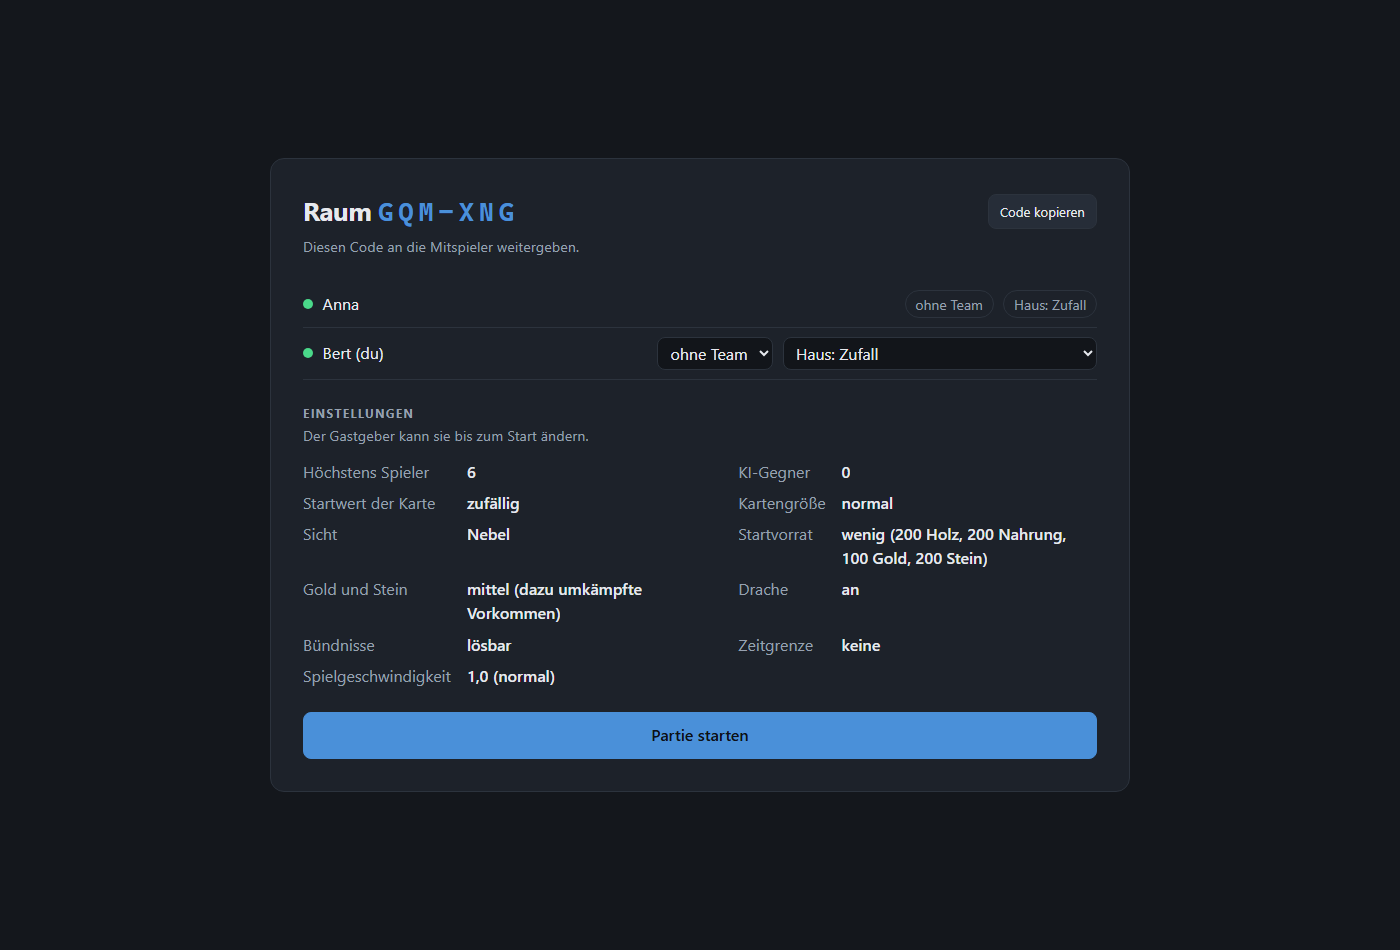 Raum GQM-XNG
Code kopieren
Diesen Code an die Mitspieler weitergeben.
Anna ohne Team Haus: Zufall
Bert (du) ohne Team Haus: Zufall
EINSTELLUNGEN
Der Gastgeber kann sie bis zum Start ändern.
Höchstens Spieler 6 KI-Gegner 0
Startwert der Karte zufällig Kartengröße normal
Sicht Nebel Startvorrat wenig (200 Holz, 200 Nahrung,
100 Gold, 200 Stein)
Gold und Stein mittel (dazu umkämpfte Drache an
Vorkommen)
Bündnisse lösbar Zeitgrenze keine
Spielgeschwindigkeit 1,0 (normal)
Partie starten